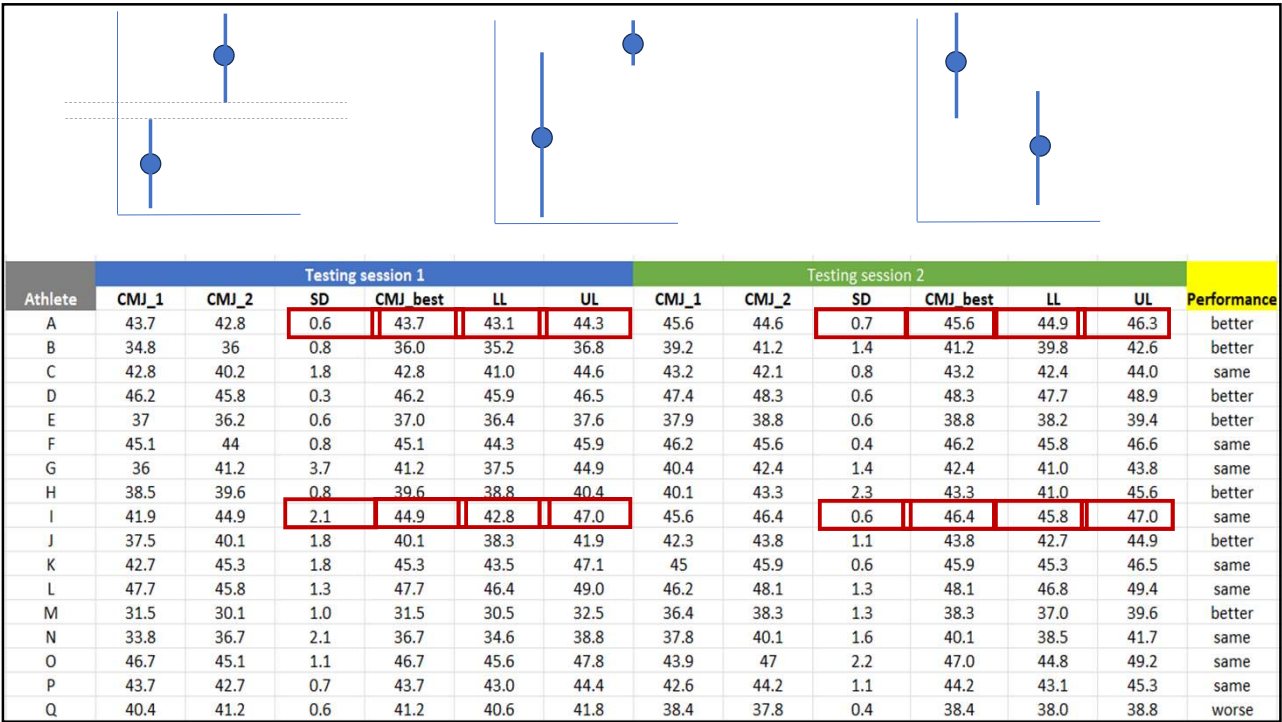 Testing session 1 Testing session 2
Athlete CMJ_1 CMJ_2 SD CMJ_best LL UL CMJ_1 CMJ_2 SD CMJ_best LL UL Performance
A 43.7 42.8 0.6 43.7 43.1 44.3 45.6 44.6 0.7 45.6 44.9 46.3 better
B 34.8 36 0.8 36.0 35.2 36.8 39.2 41.2 1.4 41.2 39.8 42.6 better
C 42.8 40.2 1.8 42.8 41.0 44.6 43.2 42.1 0.8 43.2 42.4 44.0 same
D 46.2 45.8 0.3 46.2 45.9 46.5 47.4 48.3 0.6 48.3 47.7 48.9 better
E 37 36.2 0.6 37.0 36.4 37.6 37.9 38.8 0.6 38.8 38.2 39.4 better
F 45.1 44 0.8 45.1 44.3 45.9 46.2 45.6 0.4 46.2 45.8 46.6 same
G 36 41.2 3.7 41.2 37.5 44.9 40.4 42.4 1.4 42.4 41.0 43.8 same
H 38.5 39.6 0.8 39.6 38.8 40.4 40.1 43.3 2.3 43.3 41.0 45.6 better
I 41.9 44.9 2.1 44.9 42.8 47.0 45.6 46.4 0.6 46.4 45.8 47.0 same
J 37.5 40.1 1.8 40.1 38.3 41.9 42.3 43.8 1.1 43.8 42.7 44.9 better
K 42.7 45.3 1.8 45.3 43.5 47.1 45 45.9 0.6 45.9 45.3 46.5 same
L 47.7 45.8 1.3 47.7 46.4 49.0 46.2 48.1 1.3 48.1 46.8 49.4 same
M 31.5 30.1 1.0 31.5 30.5 32.5 36.4 38.3 1.3 38.3 37.0 39.6 better
N 33.8 36.7 2.1 36.7 34.6 38.8 37.8 40.1 1.6 40.1 38.5 41.7 same
O 46.7 45.1 1.1 46.7 45.6 47.8 43.9 47 2.2 47.0 44.8 49.2 same
P 43.7 42.7 0.7 43.7 43.0 44.4 42.6 44.2 1.1 44.2 43.1 45.3 same
Q 40.4 41.2 0.6 41.2 40.6 41.8 38.4 37.8 0.4 38.4 38.0 38.8 worse